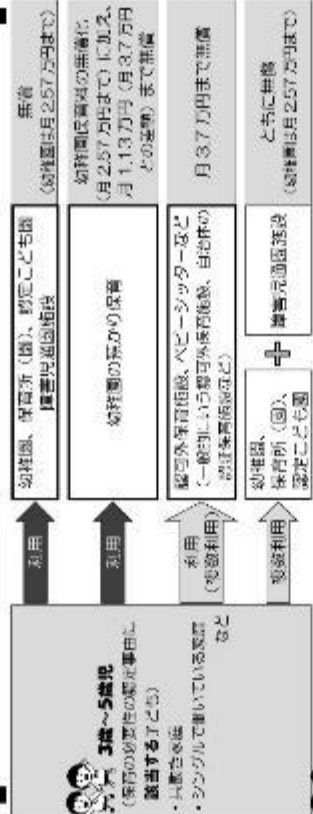 3歳～5歳児
（保育の必要性の認定事由に
該当する子ども）
・共働き家庭
・シングルで働いている家庭
など
利用
幼稚園、保育所（園）、認定こども園
障害児通園施設
無償
（幼稚園は月2.57万円まで）
利用
幼稚園の預かり保育
幼稚園保育料の無償化
（月2.57万円まで）に加え、
月1.13万円（月3.7万円
との差額）まで無償
利用
（複数利用）
認可外保育施設、ベビーシッターなど
（一般的にいう認可外保育施設、自治体の
認証保育施設など）
月3.7万円まで無償
複数利用
幼稚園、
保育所（園）、
認定こども園
＋
障害児通園施設
ともに無償
（幼稚園は月2.57万円まで）